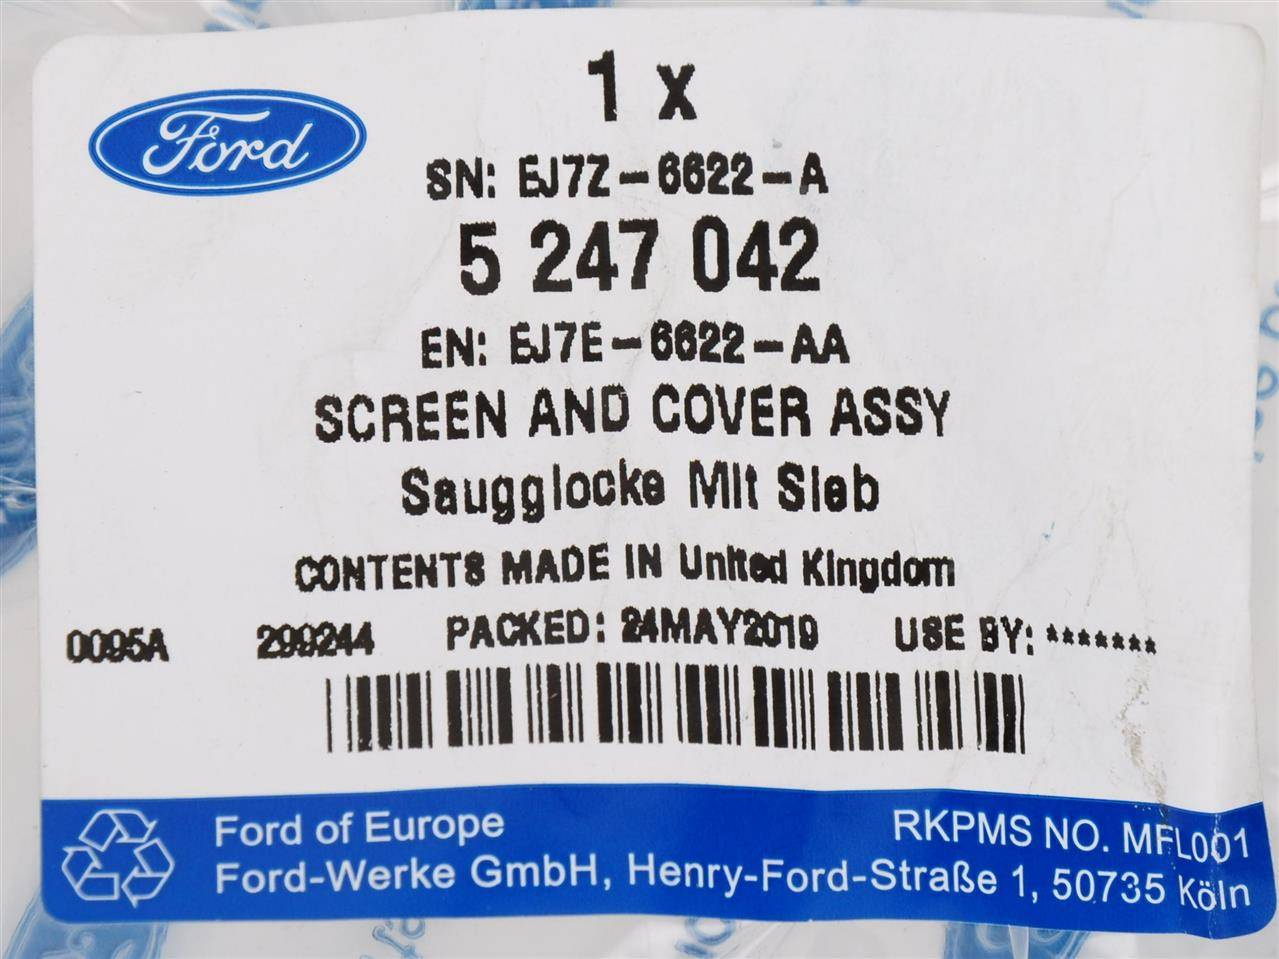 1 x
Ford
SN: EJ7Z-6622-A
5 247 042
EN: EJ7E-6622-AA
SCREEN AND COVER ASSY
Saugglocke Mit Sieb
CONTENTS MADE IN United Kingdom
0095A 299244 PACKED: 24MAY2019 USE BY: *******
Ford of Europe RKPMS NO. MFL001
Ford-Werke GmbH, Henry-Ford-Straße 1, 50735 Köln